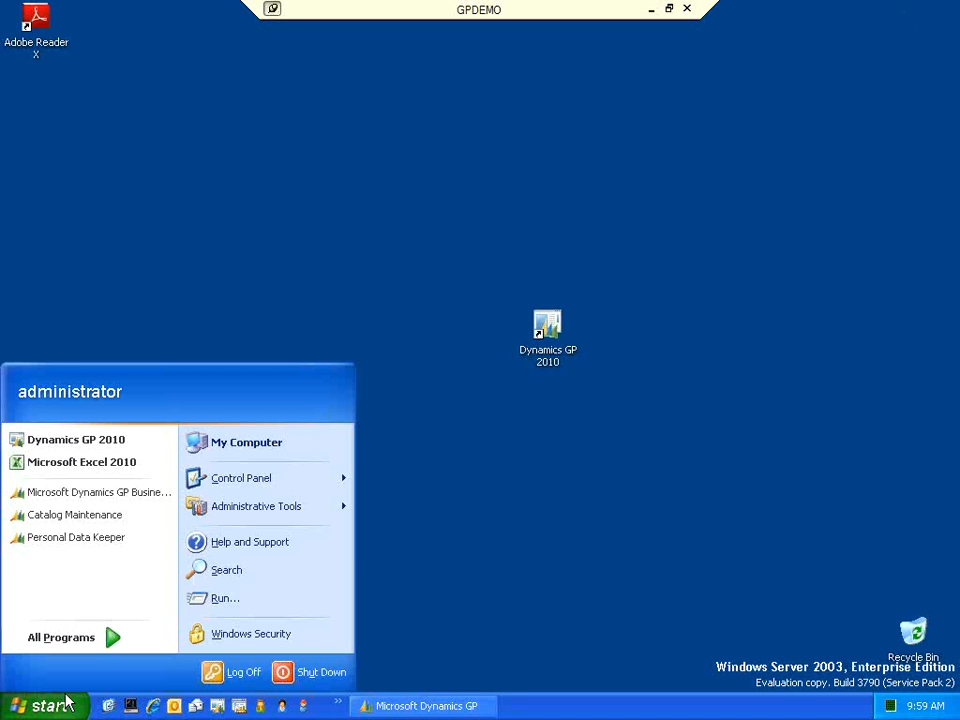 GPDEMO
Adobe Reader
X
Dynamics GP
2010
administrator
Dynamics GP 2010
Microsoft Excel 2010
Microsoft Dynamics GP Busine...
Catalog Maintenance
Personal Data Keeper
All Programs
My Computer
Control Panel
Administrative Tools
Help and Support
Search
Run...
Windows Security
Log Off
Shut Down
Recycle Bin
Windows Server 2003, Enterprise Edition
Evaluation copy. Build 3790 (Service Pack 2)
start
Microsoft Dynamics GP
9:59 AM